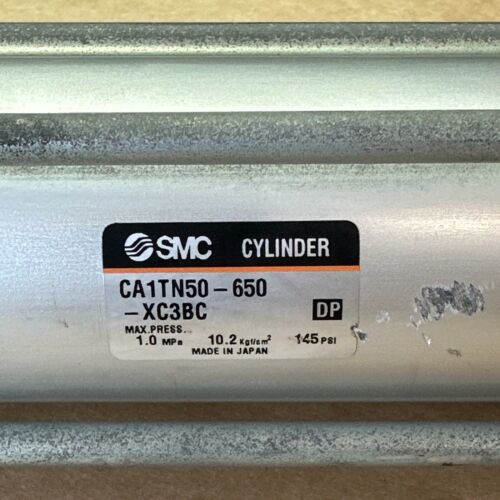 SMC CYLINDER
CA1TN50-650
-XC3BC DP
MAX.PRESS.
1.0 MPa 10.2 Kgf/cm² 145 PSI
MADE IN JAPAN